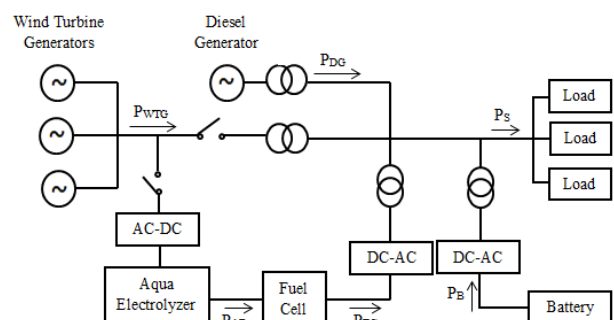 Wind Turbine
Generators
Diesel
Generator
~
~
~
~
PWTG
PDG
PS
Load
Load
Load
AC-DC
DC-AC
DC-AC
Aqua
Electrolyzer
Fuel
Cell
PB
Battery